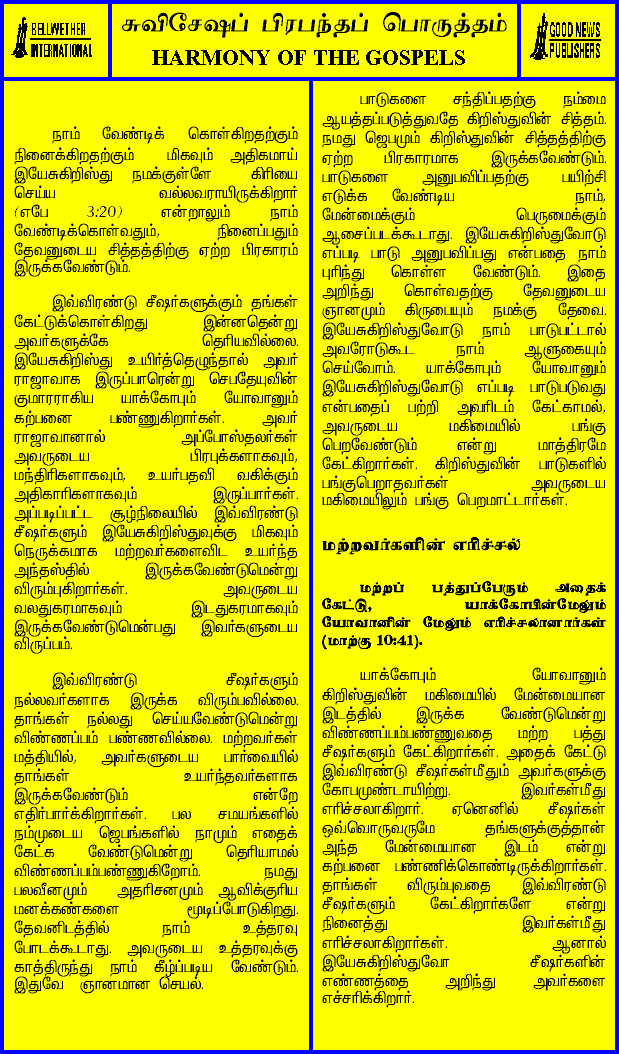 BELLWETHER
INTERNATIONAL
சுவிசேஷப் பிரபந்தப் பொருத்தம்
HARMONY OF THE GOSPELS
GOOD NEWS
PUBLISHERS
நாம் வேண்டிக் கொள்கிறதற்கும்
நினைக்கிறதற்கும் மிகவும் அதிகமாய்
இயேசுகிறிஸ்து நமக்குள்ளே கிரியை
செய்ய வல்லவராயிருக்கிறார்
(எபே 3:20) என்றாலும் நாம்
வேண்டிக்கொள்வதும், நினைப்பதும்
தேவனுடைய சித்தத்திற்கு ஏற்ற பிரகாரம்
இருக்கவேண்டும்.
இவ்விரண்டு சீஷர்களுக்கும் தங்கள்
கேட்டுக்கொள்கிறது இன்னதென்று
அவர்களுக்கே தெரியவில்லை.
இயேசுகிறிஸ்து உயிர்த்தெழுந்தால் அவர்
ராஜாவாக இருப்பாரென்று செபதேயுவின்
குமாரராகிய யாக்கோபும் யோவானும்
கற்பனை பண்ணுகிறார்கள். அவர்
ராஜாவானால் அப்போஸ்தலர்கள்
அவருடைய பிரபுக்களாகவும்,
மந்திரிகளாகவும், உயர்பதவி வகிக்கும்
அதிகாரிகளாகவும் இருப்பார்கள்.
அப்படிப்பட்ட சூழ்நிலையில் இவ்விரண்டு
சீஷர்களும் இயேசுகிறிஸ்துவுக்கு மிகவும்
நெருக்கமாக மற்றவர்களைவிட உயர்ந்த
அந்தஸ்தில் இருக்கவேண்டுமென்று
விரும்புகிறார்கள். அவருடைய
வலதுகரமாகவும் இடதுகரமாகவும்
இருக்கவேண்டுமென்பது இவர்களுடைய
விருப்பம்.
இவ்விரண்டு சீஷர்களும்
நல்லவர்களாக இருக்க விரும்பவில்லை.
தாங்கள் நல்லது செய்யவேண்டுமென்று
விண்ணப்பம் பண்ணவில்லை. மற்றவர்கள்
மத்தியில், அவர்களுடைய பார்வையில்
தாங்கள் உயர்ந்தவர்களாக
இருக்கவேண்டும் என்றே
எதிர்பார்க்கிறார்கள். பல சமயங்களில்
நம்முடைய ஜெபங்களில் நாமும் எதைக்
கேட்க வேண்டுமென்று தெரியாமல்
விண்ணப்பம்பண்ணுகிறோம். நமது
பலவீனமும் அதரிசனமும் ஆவிக்குரிய
மனக்கண்களை மூடிப்போடுகிறது.
தேவனிடத்தில் நாம் உத்தரவு
போடக்கூடாது. அவருடைய உத்தரவுக்கு
காத்திருந்து நாம் கீழ்ப்படிய வேண்டும்.
இதுவே ஞானமான செயல்.
பாடுகளை சந்திப்பதற்கு நம்மை
ஆயத்தப்படுத்துவதே கிறிஸ்துவின் சித்தம்.
நமது ஜெபமும் கிறிஸ்துவின் சித்தத்திற்கு
ஏற்ற பிரகாரமாக இருக்கவேண்டும்.
பாடுகளை அனுபவிப்பதற்கு பயிற்சி
எடுக்க வேண்டிய நாம்,
மேன்மைக்கும் பெருமைக்கும்
ஆசைப்படக்கூடாது. இயேசுகிறிஸ்துவோடு
எப்படி பாடு அனுபவிப்பது என்பதை நாம்
புரிந்து கொள்ள வேண்டும். இதை
அறிந்து கொள்வதற்கு தேவனுடைய
ஞானமும் கிருபையும் நமக்கு தேவை.
இயேசுகிறிஸ்துவோடு நாம் பாடுபட்டால்
அவரோடுகூட நாம் ஆளுகையும்
செய்வோம். யாக்கோபும் யோவானும்
இயேசுகிறிஸ்துவோடு எப்படி பாடுபடுவது
என்பதைப் பற்றி அவரிடம் கேட்காமல்,
அவருடைய மகிமையில் பங்கு
பெறவேண்டும் என்று மாத்திரமே
கேட்கிறார்கள். கிறிஸ்துவின் பாடுகளில்
பங்குபெறாதவர்கள் அவருடைய
மகிமையிலும் பங்கு பெறமாட்டார்கள்.
மற்றவர்களின் எரிச்சல்
மற்றப் பத்துப்பேரும் அதைக்
கேட்டு, யாக்கோபின்மேலும்
யோவானின் மேலும் எரிச்சலானார்கள்
(மாற்கு 10:41).
யாக்கோபும் யோவானும்
கிறிஸ்துவின் மகிமையில் மேன்மையான
இடத்தில் இருக்க வேண்டுமென்று
விண்ணப்பம்பண்ணுவதை மற்ற பத்து
சீஷர்களும் கேட்கிறார்கள். அதைக் கேட்டு
இவ்விரண்டு சீஷர்கள்மீதும் அவர்களுக்கு
கோபமுண்டாயிற்று. இவர்கள்மீது
எரிச்சலாகிறார். ஏனெனில் சீஷர்கள்
ஒவ்வொருவருமே தங்களுக்குத்தான்
அந்த மேன்மையான இடம் என்று
கற்பனை பண்ணிக்கொண்டிருக்கிறார்கள்.
தாங்கள் விரும்புவதை இவ்விரண்டு
சீஷர்களும் கேட்கிறார்களே என்று
நினைத்து இவர்கள்மீது
எரிச்சலாகிறார்கள். ஆனால்
இயேசுகிறிஸ்துவோ சீஷர்களின்
எண்ணத்தை அறிந்து அவர்களை
எச்சரிக்கிறார்.